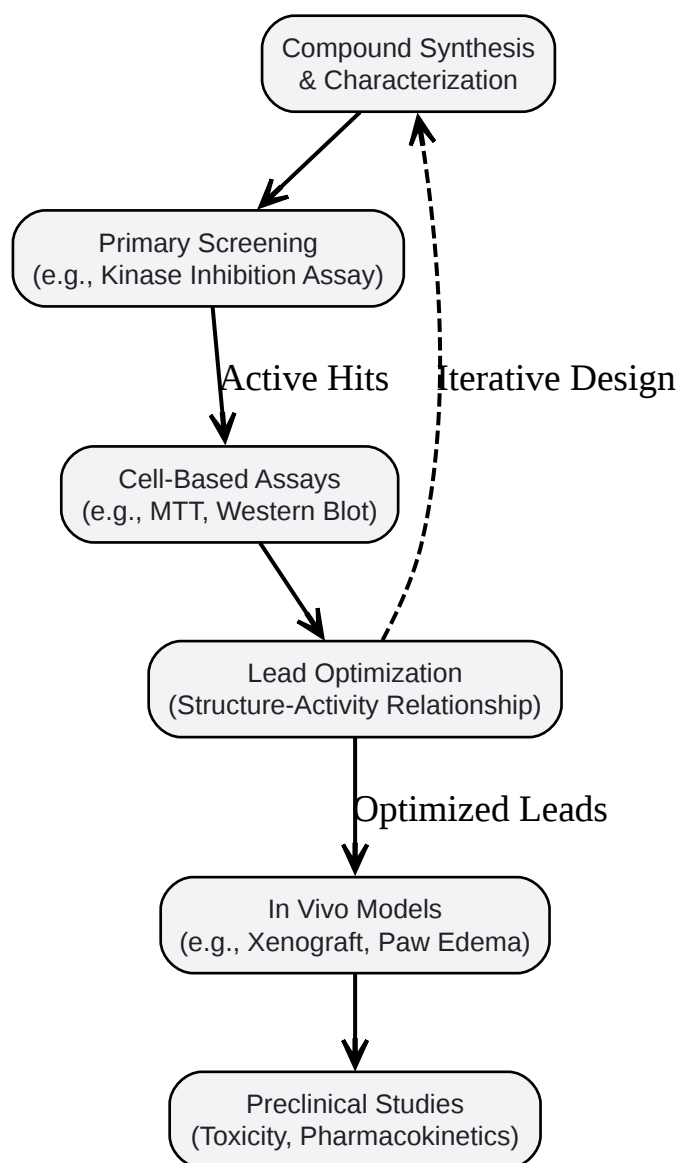 Compound Synthesis
& Characterization
Primary Screening
(e.g., Kinase Inhibition Assay)
Active Hits
Iterative Design
Cell-Based Assays
(e.g., MTT, Western Blot)
Lead Optimization
(Structure-Activity Relationship)
Optimized Leads
In Vivo Models
(e.g., Xenograft, Paw Edema)
Preclinical Studies
(Toxicity, Pharmacokinetics)